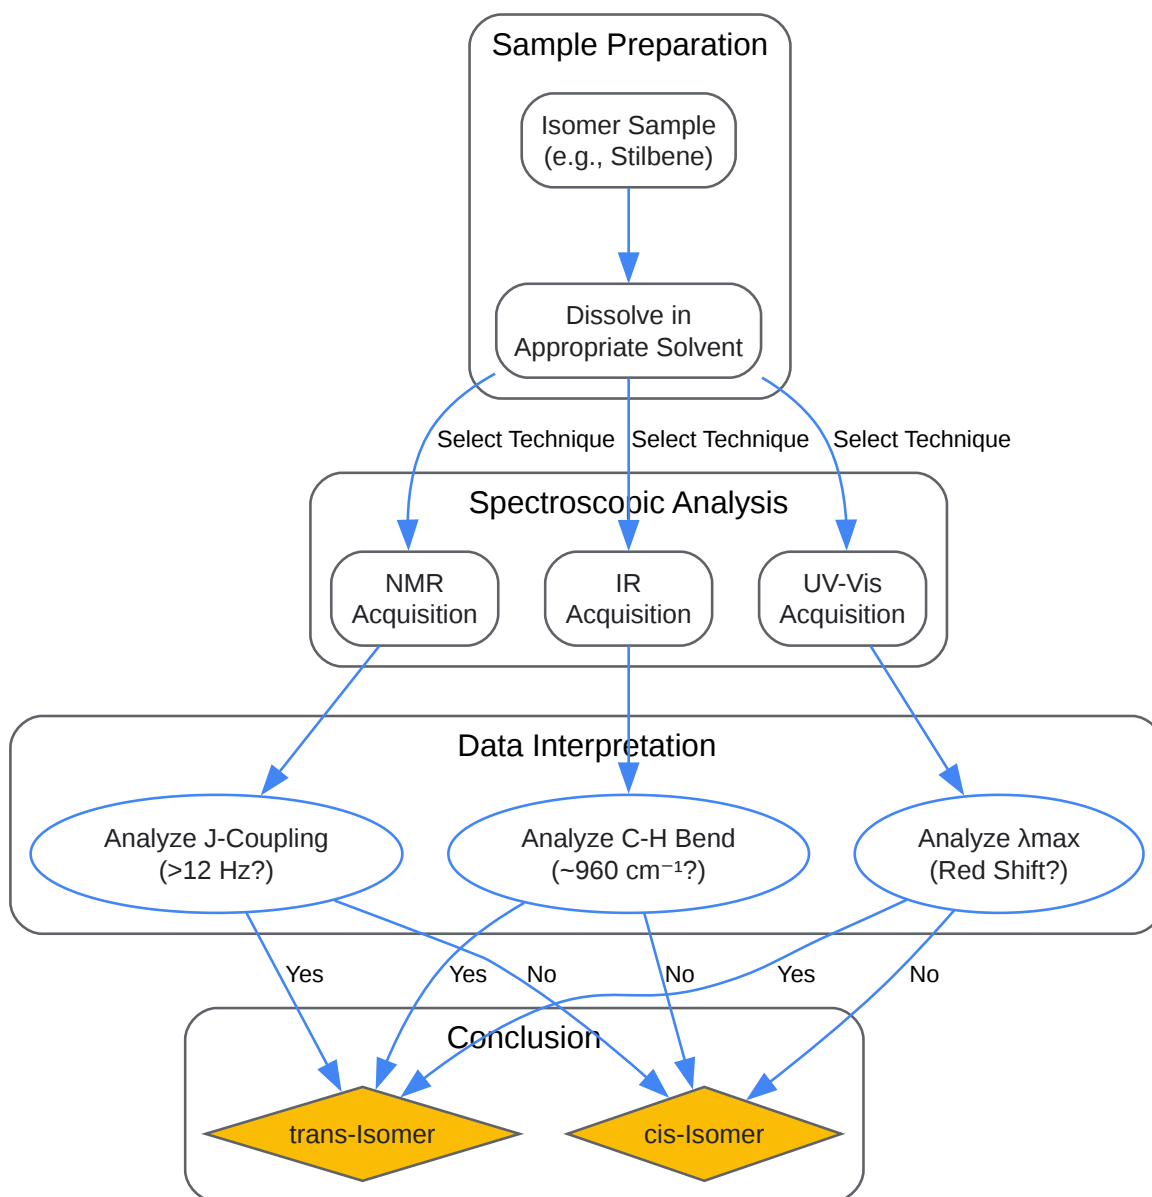 Sample Preparation
Isomer Sample
(e.g., Stilbene)
Dissolve in
Appropriate Solvent
Select Technique
Select Technique
Select Technique
Spectroscopic Analysis
NMR
Acquisition
IR
Acquisition
UV-Vis
Acquisition
Data Interpretation
Analyze J-Coupling
(>12 Hz?)
Analyze C-H Bend
(~960 cm⁻¹?)
Analyze λmax
(Red Shift?)
Yes
Yes
No
No
Yes
No
Conclusion
trans-Isomer
cis-Isomer